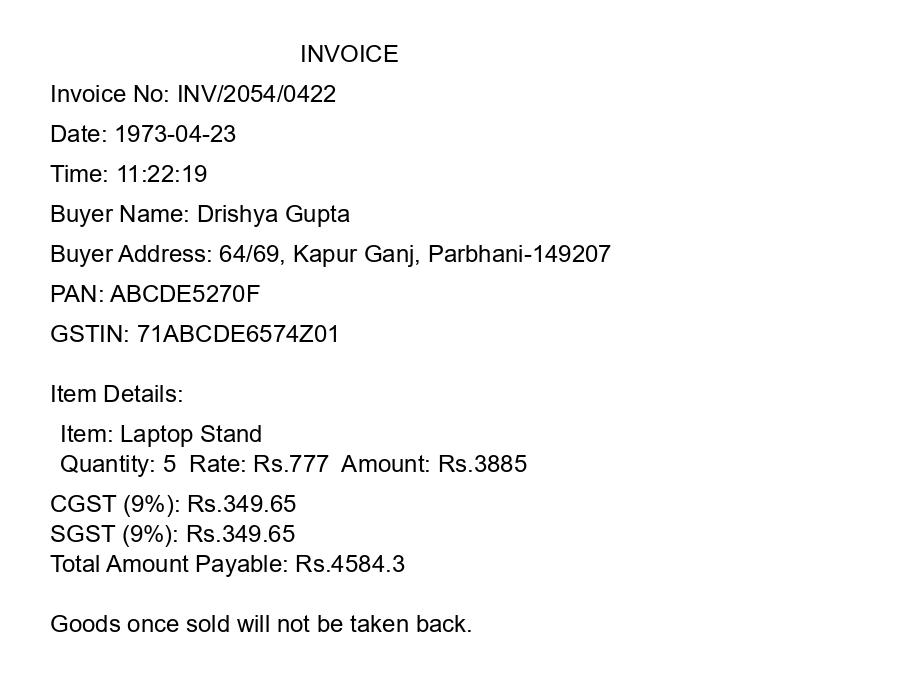 INVOICE
Invoice No: INV/2054/0422
Date: 1973-04-23
Time: 11:22:19
Buyer Name: Drishya Gupta
Buyer Address: 64/69, Kapur Ganj, Parbhani-149207
PAN: ABCDE5270F
GSTIN: 71ABCDE6574Z01
Item Details:
Item: Laptop Stand
Quantity: 5  Rate: Rs.777  Amount: Rs.3885
CGST (9%): Rs.349.65
SGST (9%): Rs.349.65
Total Amount Payable: Rs.4584.3
Goods once sold will not be taken back.